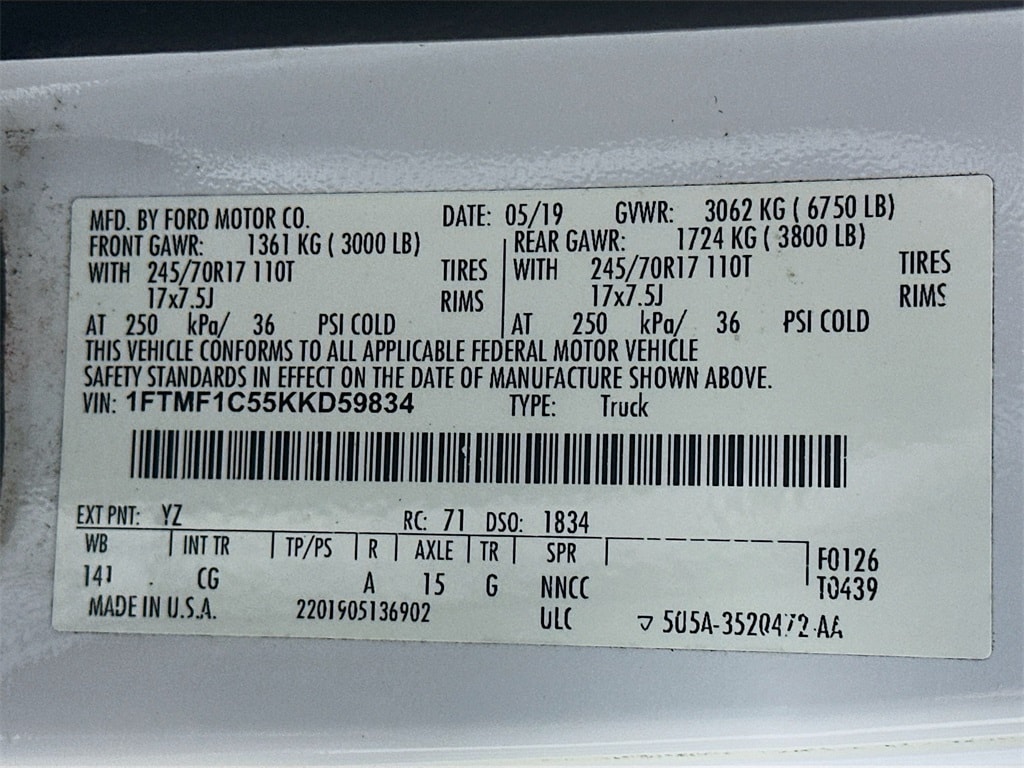 MFD. BY FORD MOTOR CO. DATE: 05/19 GVWR: 3062 KG ( 6750 LB)
FRONT GAWR: 1361 KG ( 3000 LB) REAR GAWR: 1724 KG ( 3800 LB)
WITH 245/70R17 110T TIRES WITH 245/70R17 110T TIRES
17x7.5J RIMS 17x7.5J RIMS
AT 250 kPa/ 36 PSI COLD AT 250 kPa/ 36 PSI COLD
THIS VEHICLE CONFORMS TO ALL APPLICABLE FEDERAL MOTOR VEHICLE
SAFETY STANDARDS IN EFFECT ON THE DATE OF MANUFACTURE SHOWN ABOVE.
VIN: 1FTMF1C55KKD59834 TYPE: Truck
EXT PNT: YZ RC: 71 DSO: 1834
WB INT TR TP/PS R AXLE TR SPR F0126
141 CG A 15 G NNCC T0439
MADE IN U.S.A. 2201905136902 ULC 5U5A-3520472-AA